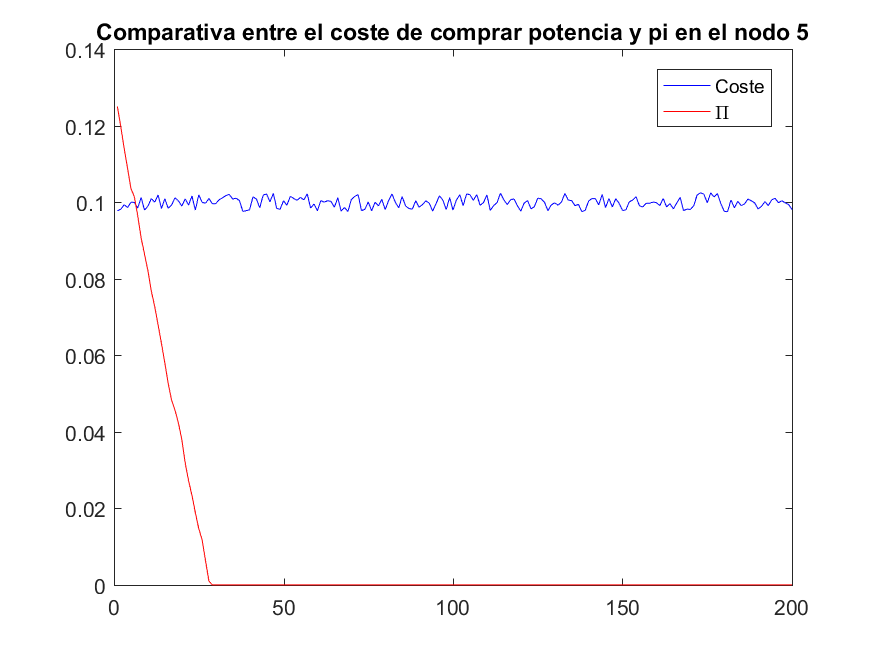 Comparativa entre el coste de comprar potencia y pi en el nodo 5
0.14
0.12
0.1
0.08
0.06
0.04
0.02
0
Coste
Π
0 50 100 150 200